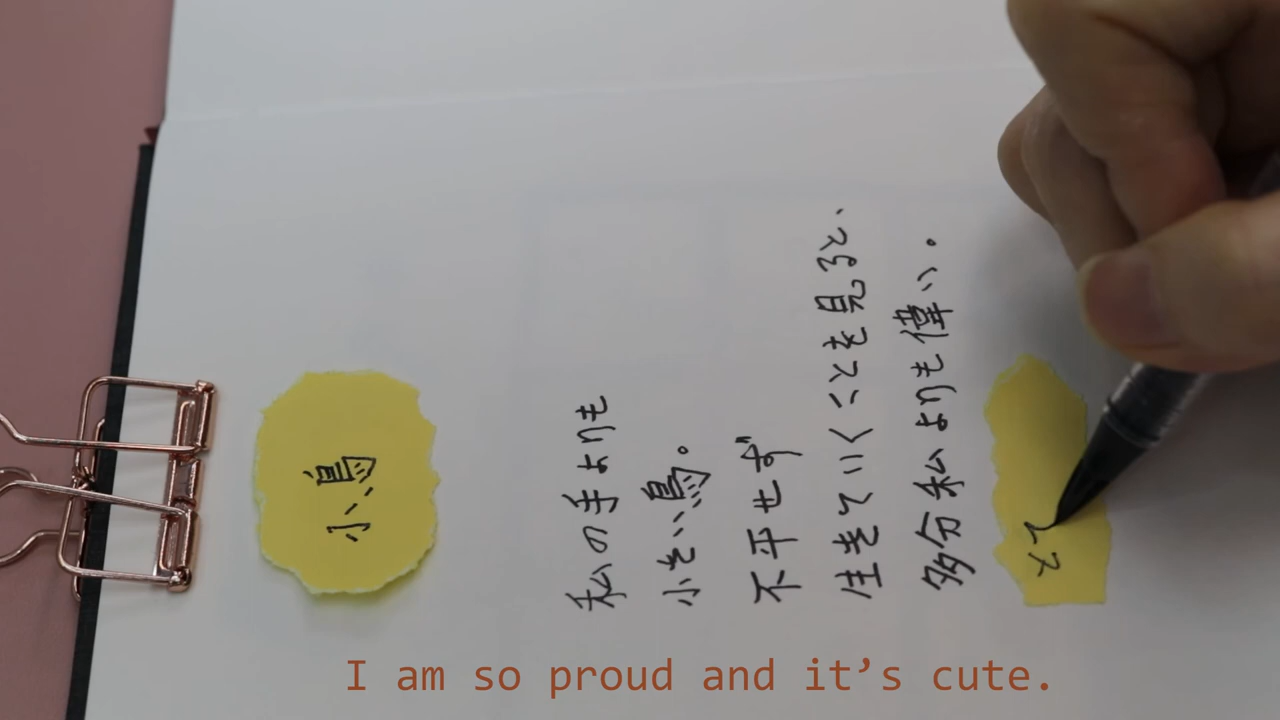 小い鳥
私の手よりも
小さい鳥。
不平せず
生きていくことを見ると、
多分私よりも偉い。
I am so proud and it’s cute.